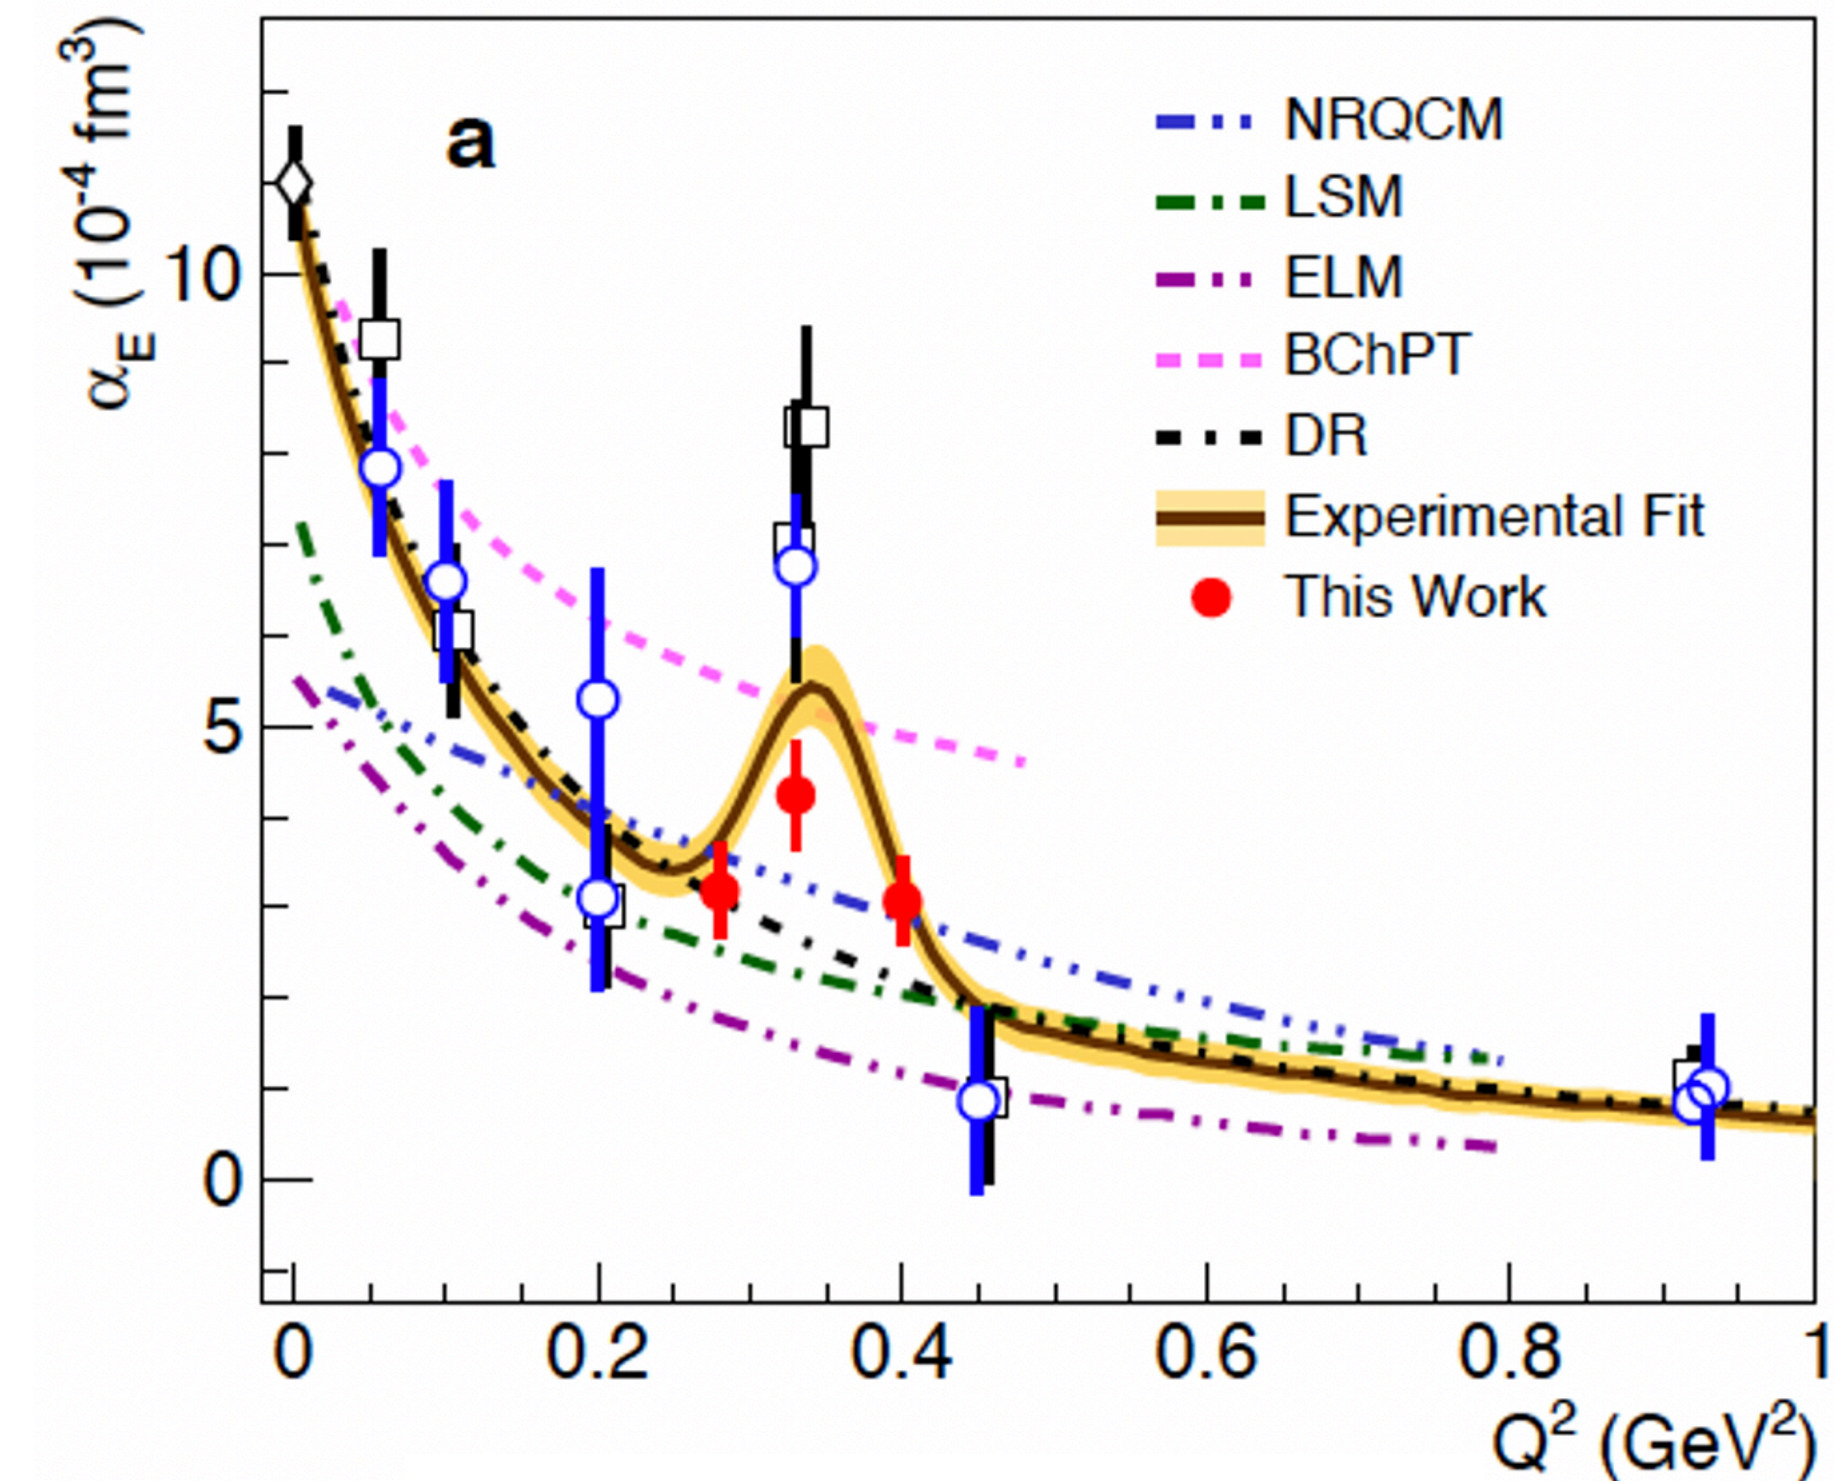 αE (10-4 fm3)
a
NRQCM
LSM
ELM
BChPT
DR
Experimental Fit
This Work
10
5
0
0 0.2 0.4 0.6 0.8 1
Q2 (GeV2)